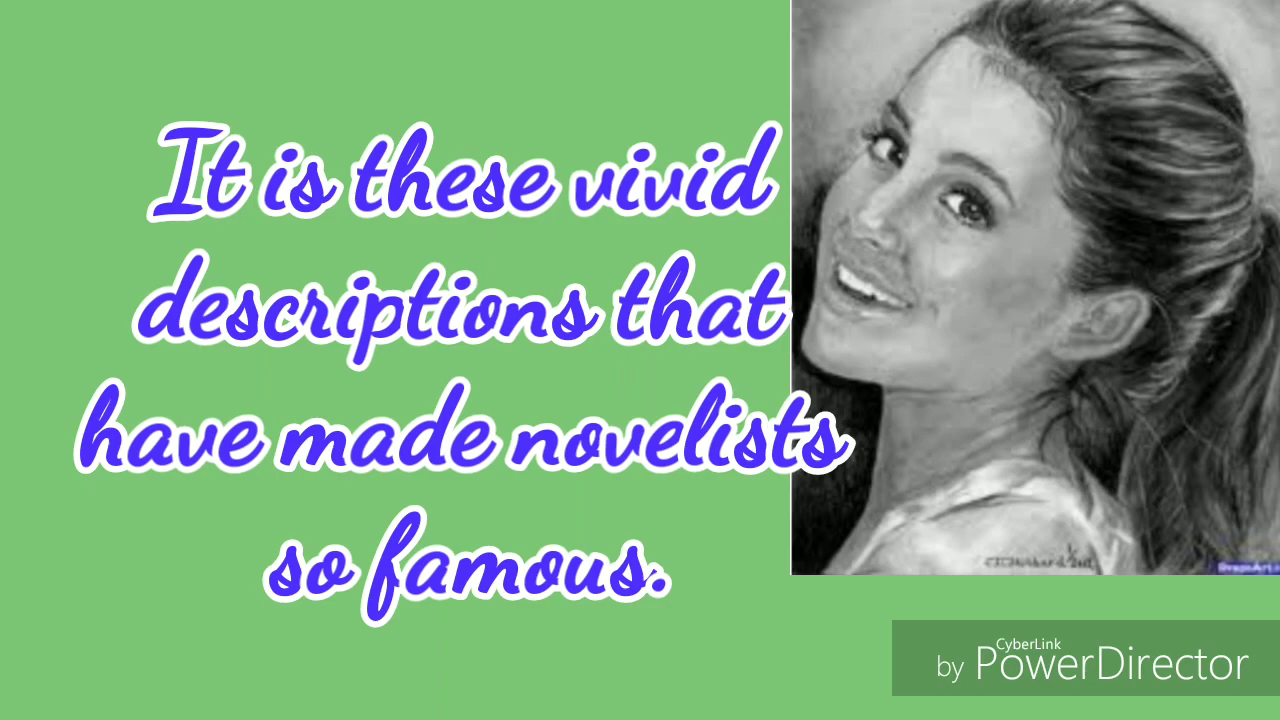 It is these vivid
descriptions that
have made novelists
so famous.
CyberLink
by PowerDirector